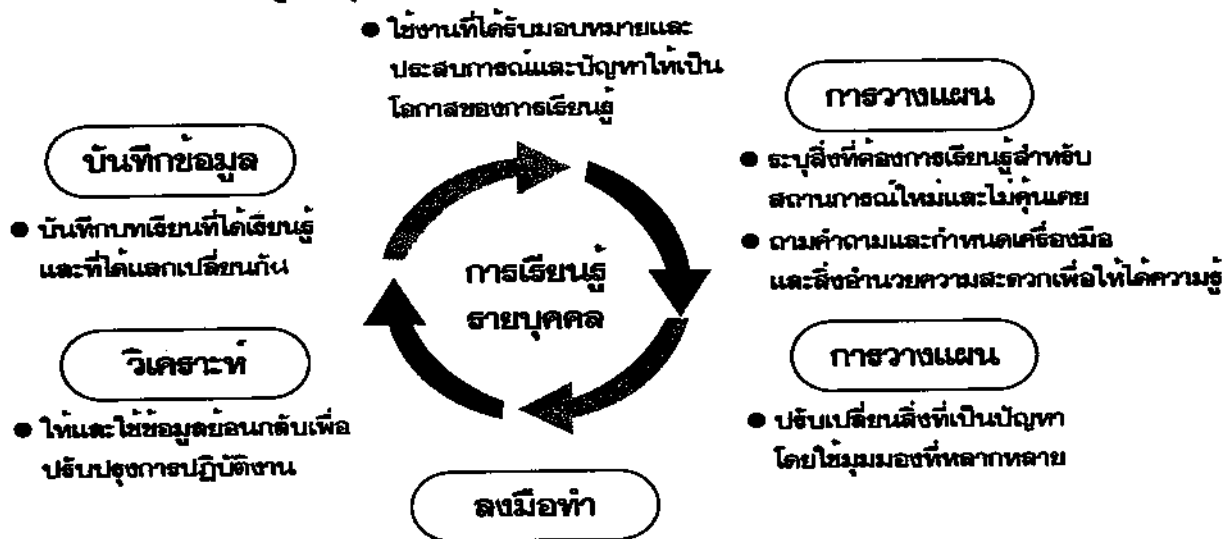 ● ใช้งานที่ได้รับมอบหมายและ
ประสบการณ์และปัญหาให้เป็น
โอกาสของการเรียนรู้
การวางแผน
● ระบุสิ่งที่ต้องการเรียนรู้สำหรับ
สถานการณ์ใหม่และไม่คุ้นเคย
● ถามคำถามและกำหนดเครื่องมือ
และสิ่งอำนวยความสะดวกเพื่อให้ได้ความรู้
การวางแผน
● ปรับเปลี่ยนสิ่งที่เป็นปัญหา
โดยใช้มุมมองที่หลากหลาย
ลงมือทำ
วิเคราะห์
● ให้และใช้ข้อมูลย้อนกลับเพื่อ
ปรับปรุงการปฏิบัติงาน
บันทึกข้อมูล
● บันทึกบทเรียนที่ได้เรียนรู้
และที่ได้แลกเปลี่ยนกัน
การเรียนรู้
รายบุคคล